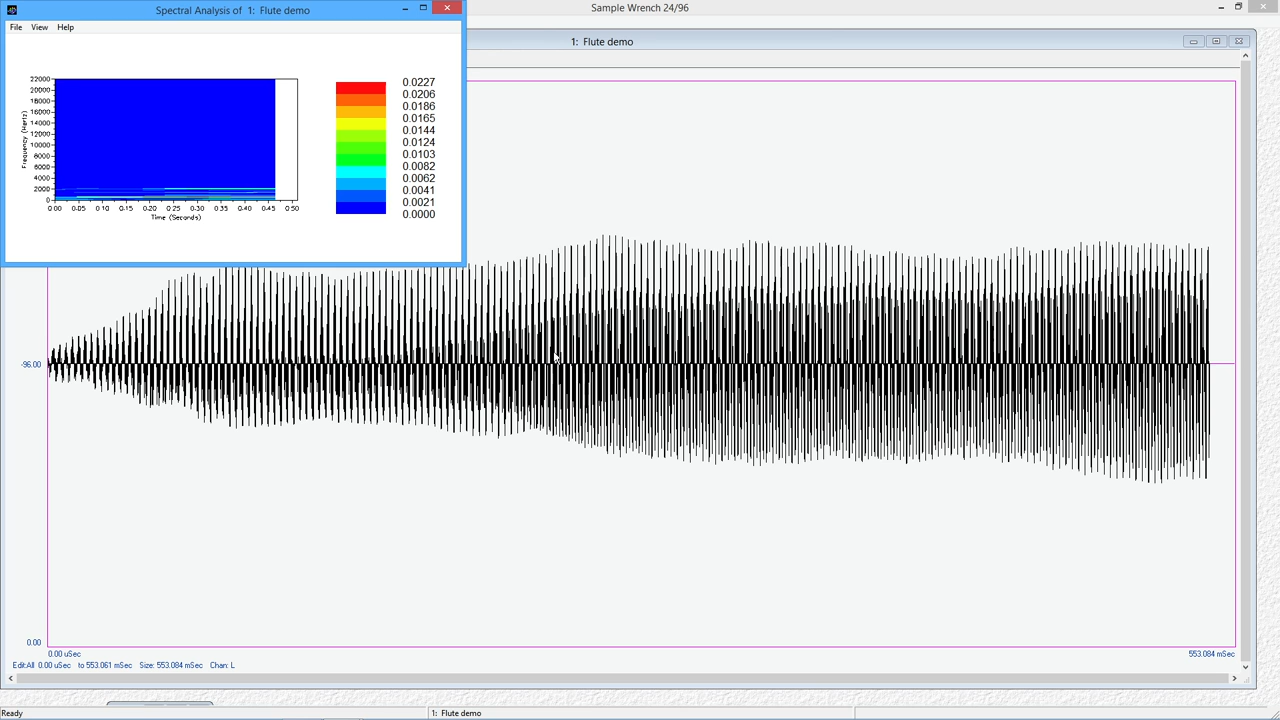 Spectral Analysis of 1: Flute demo
Sample Wrench 24/96
File View Help
1: Flute demo
22000
20000
18000
16000
14000
12000
10000
8000
6000
4000
2000
0
Frequency (Hertz)
0.00 0.05 0.10 0.15 0.20 0.25 0.30 0.35 0.40 0.45 0.50
Time (Seconds)
0.0227
0.0206
0.0186
0.0165
0.0144
0.0124
0.0103
0.0082
0.0062
0.0041
0.0021
0.0000
-96.00
0.00
0.00 uSec 553.084 mSec
Edit:All 0.00 uSec to 553.061 mSec Size: 553.084 mSec Chan: L
Ready 1: Flute demo